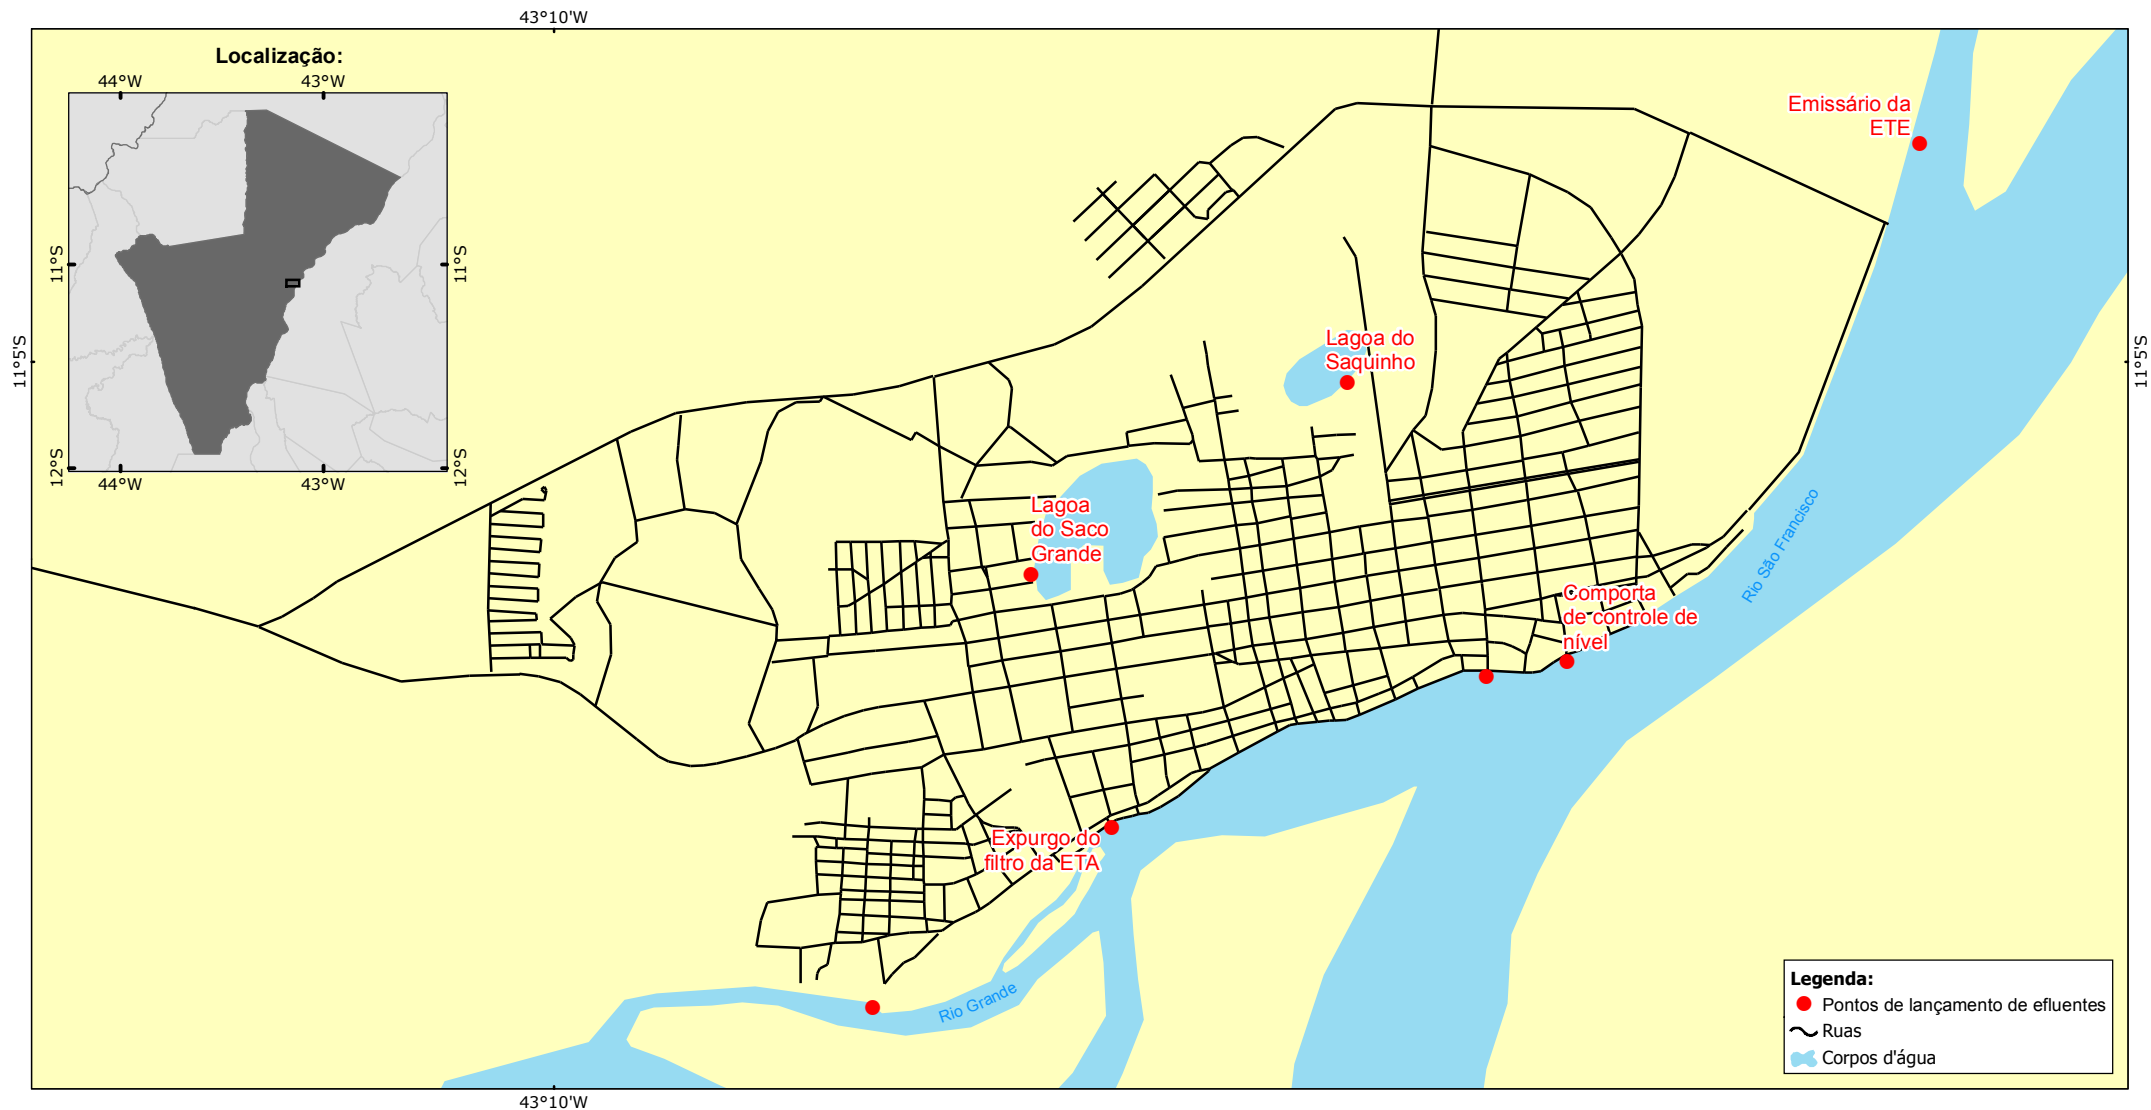 43°10'W
Localização:
44°W
43°W
11°S
11°S
12°S
12°S
44°W
43°W
11°5'S
11°5'S
Emissário da
ETE
Lagoa do
Saquinho
Lagoa
do Saco
Grande
Rio São Francisco
Comporta
de controle de
nível
Expurgo do
filtro da ETA
Rio Grande
Legenda:
Pontos de lançamento de efluentes
Ruas
Corpos d'água
43°10'W